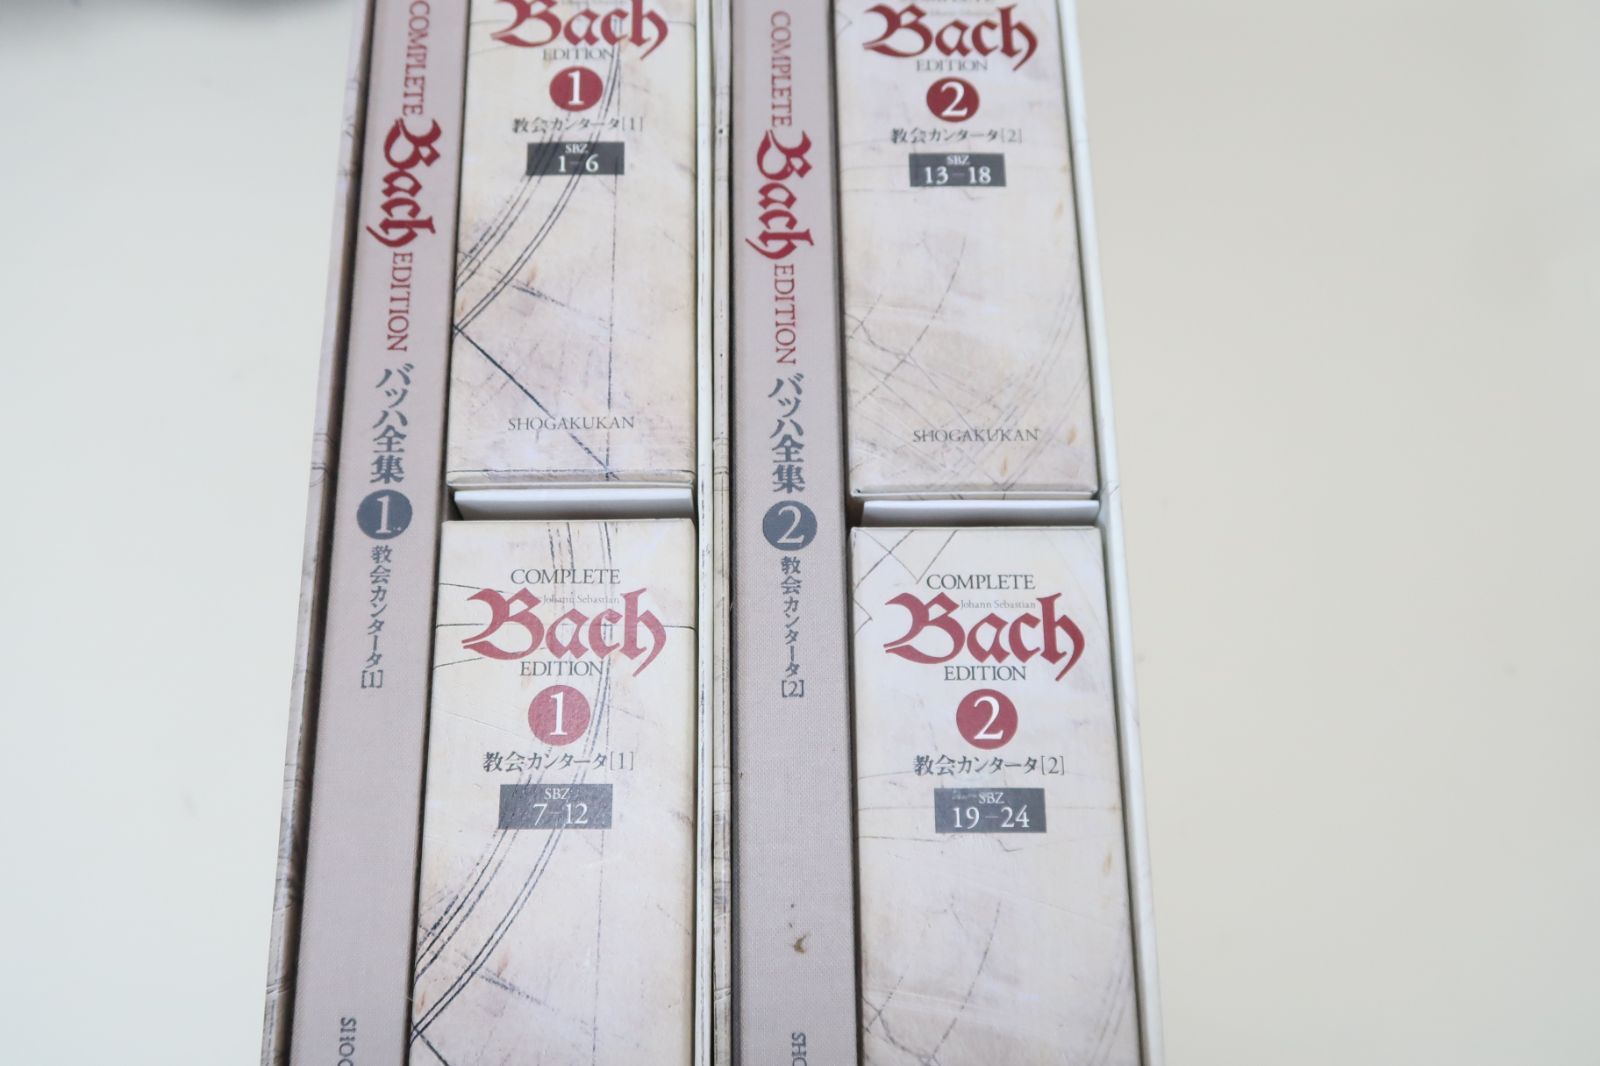 COMPLETE
Bach
EDITION
バッハ全集
1
教会カンタータ[1]
SHOG
Bach
EDITION
1
教会カンタータ[1]
SBZ
1–6
SHOGAKUKAN
COMPLETE
Johann Sebastian
Bach
EDITION
1
教会カンタータ[1]
SBZ
7–12
COMPLETE
Bach
EDITION
バッハ全集
2
教会カンタータ[2]
SHO
Bach
EDITION
2
教会カンタータ[2]
SBZ
13–18
SHOGAKUKAN
COMPLETE
Johann Sebastian
Bach
EDITION
2
教会カンタータ[2]
SBZ
19–24